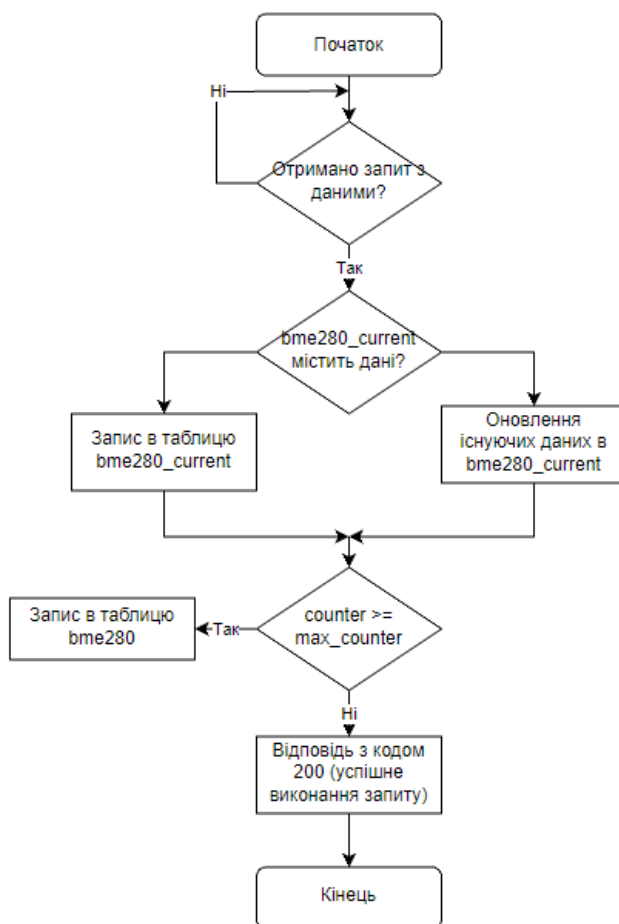 Початок
Ні
Отримано запит з
даними?
Так
bme280_current
містить дані?
Запис в таблицю
bme280_current
Оновлення
існуючих даних в
bme280_current
Запис в таблицю
bme280
Так
counter >=
max_counter
Ні
Відповідь з кодом
200 (успішне
виконання запиту)
Кінець